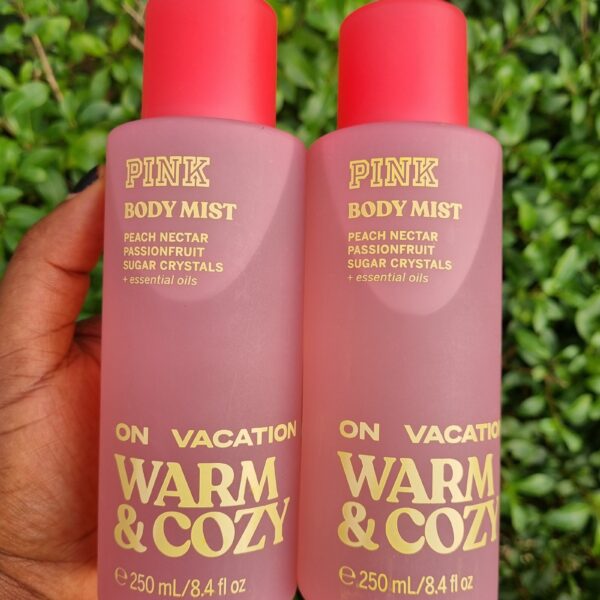 PINK
BODY MIST
PEACH NECTAR
PASSIONFRUIT
SUGAR CRYSTALS
+ essential oils
ON VACATION
WARM
& COZY
℮ 250 mL/8.4 fl oz
PINK
BODY MIST
PEACH NECTAR
PASSIONFRUIT
SUGAR CRYSTALS
+ essential oils
ON VACATION
WARM
& COZY
℮ 250 mL/8.4 fl oz